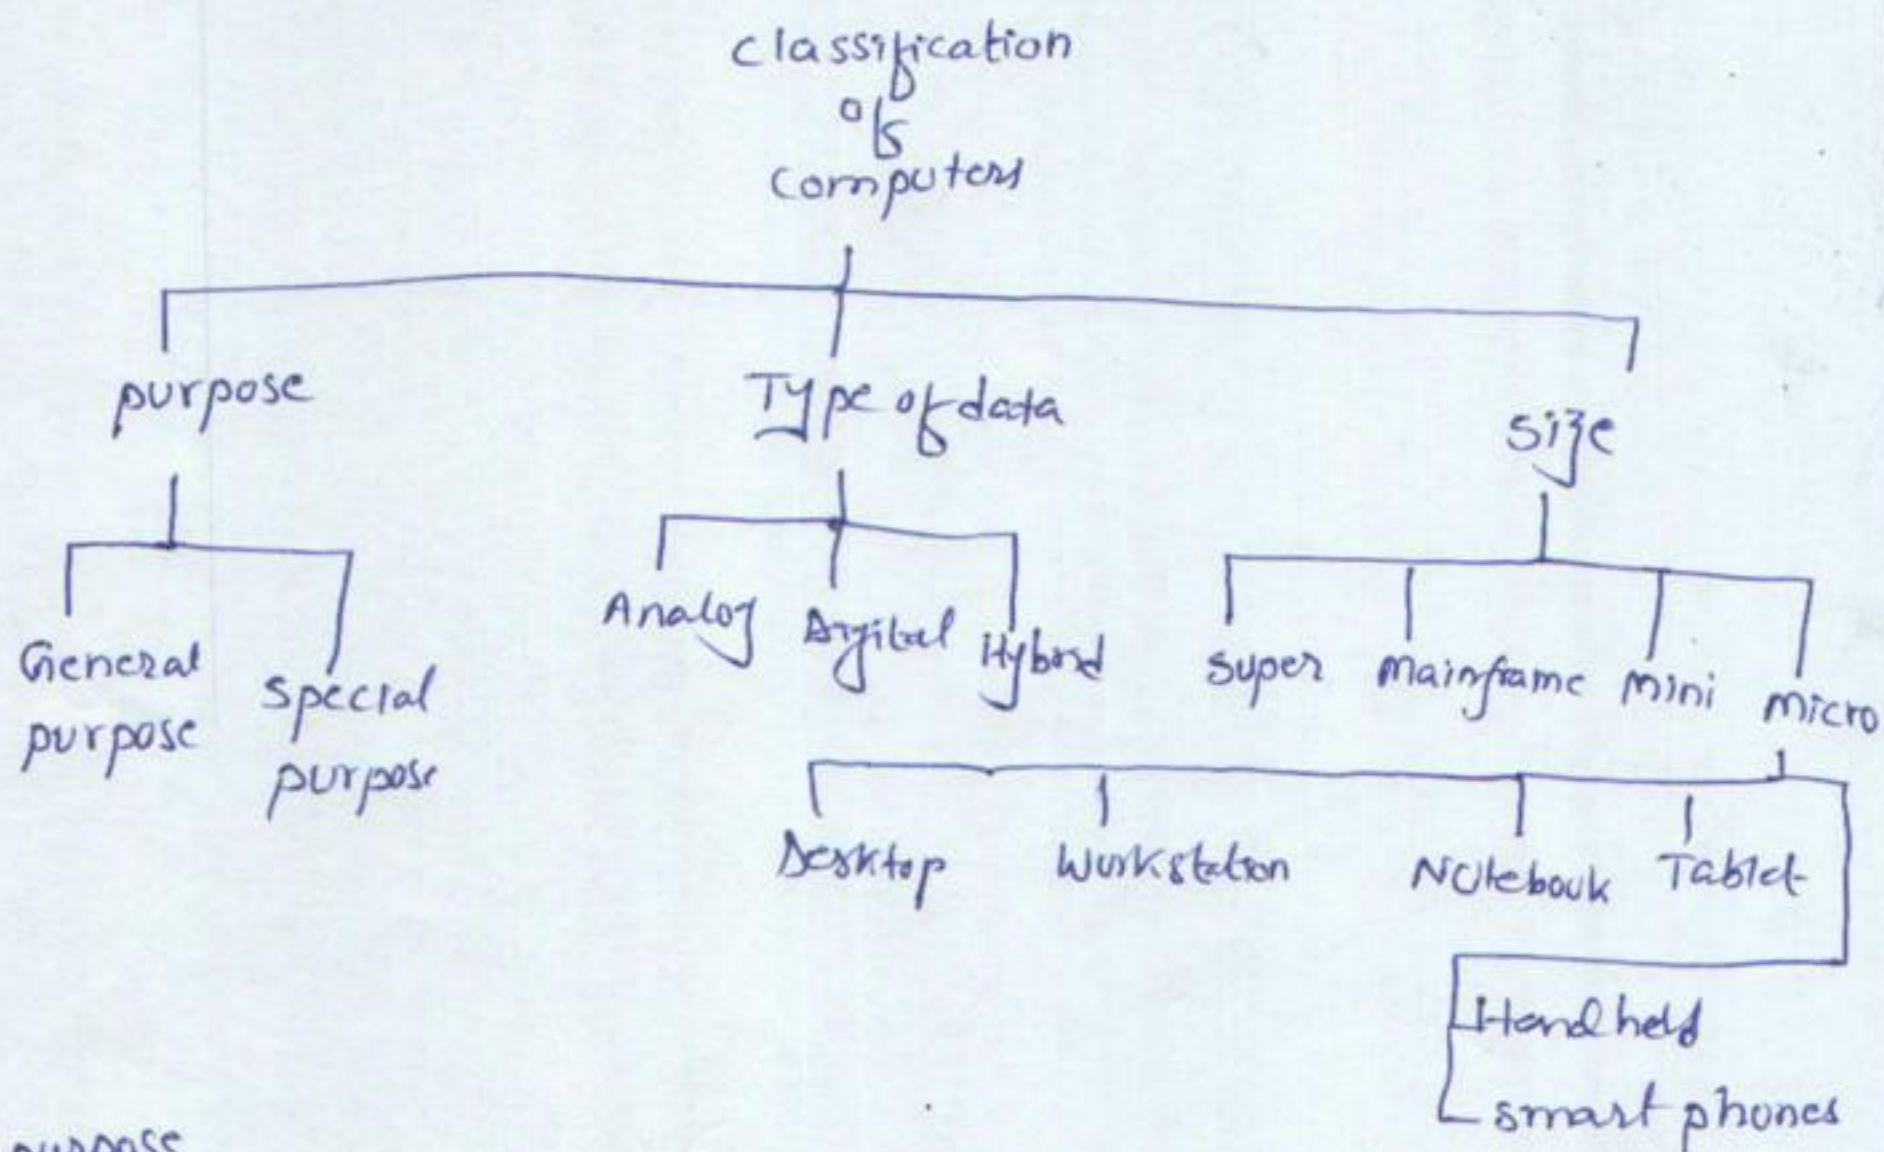 classification
of
computers
purpose
Type of data
size
General
purpose
special
purpose
Analog
Digital
Hybrid
super
mainframe
mini
micro
Desktop
Workstation
Notebook
Tablet
Hand held
smart phones
purpose